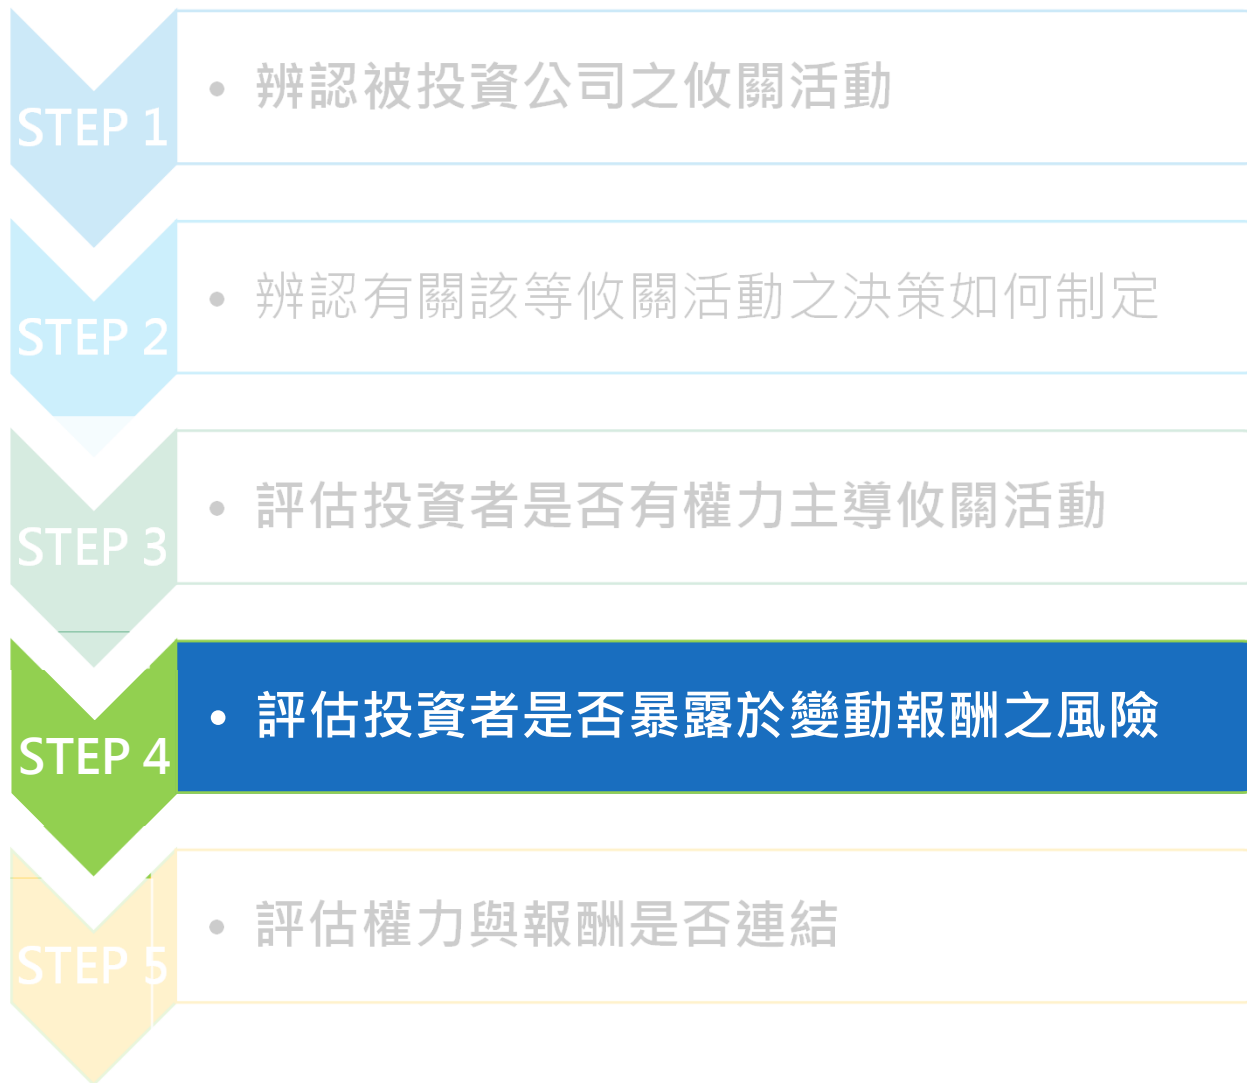 STEP 1
• 辨認被投資公司之攸關活動
STEP 2
• 辨認有關該等攸關活動之決策如何制定
STEP 3
• 評估投資者是否有權力主導攸關活動
STEP 4
• 評估投資者是否暴露於變動報酬之風險
STEP 5
• 評估權力與報酬是否連結